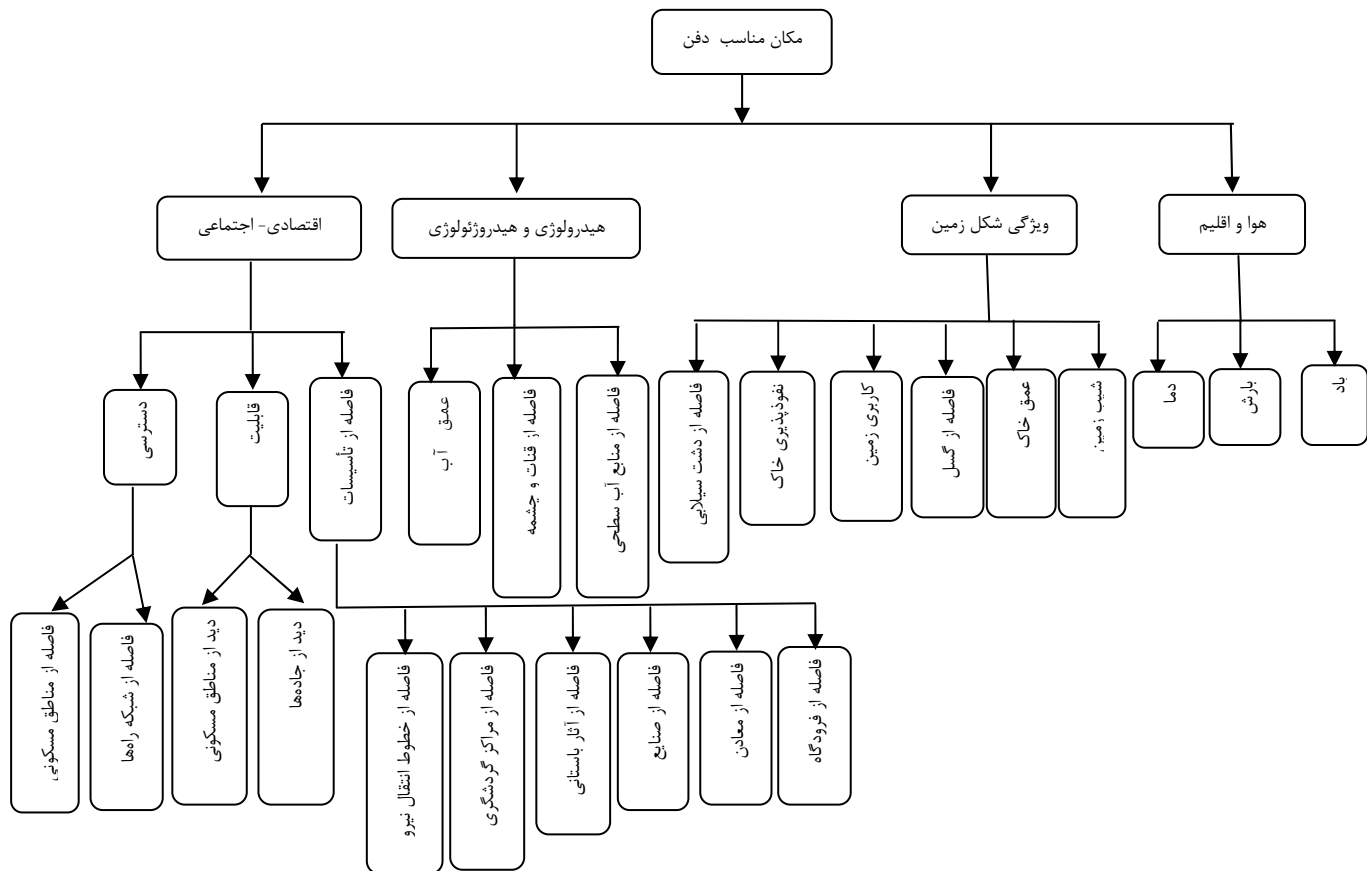 مکان مناسب دفن
هوا و اقلیم
ویژگی شکل زمین
هیدرولوژی و هیدروژئولوژی
اقتصادی- اجتماعی
باد
بارش
دما
شیب زمین
عمق خاک
فاصله از گسل
کاربری زمین
نفوذپذیری خاک
فاصله از دشت سیلابی
فاصله از منابع آب سطحی
فاصله از قنات و چشمه
عمق آب
فاصله از تأسیسات
قابلیت
دسترسی
فاصله از فرودگاه
فاصله از معادن
فاصله از صنایع
فاصله از آثار باستانی
فاصله از مراکز گردشگری
فاصله از خطوط انتقال نیرو
دید از جاده‌ها
دید از مناطق مسکونی
فاصله از شبکه راه‌ها
فاصله از مناطق مسکونی